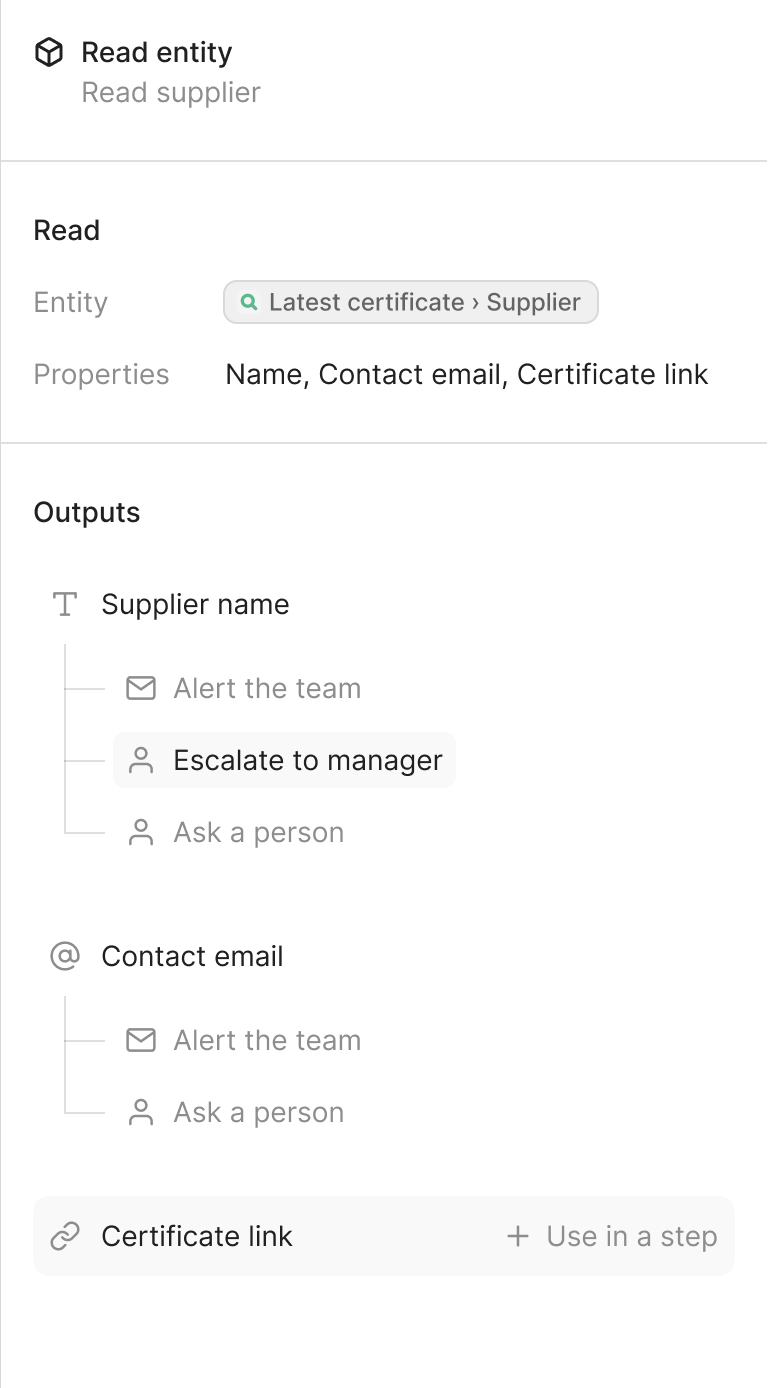 Read entity
Read supplier
Read
Entity
Latest certificate › Supplier
Properties
Name, Contact email, Certificate link
Outputs
Supplier name
Alert the team
Escalate to manager
Ask a person
Contact email
Alert the team
Ask a person
Certificate link
Use in a step